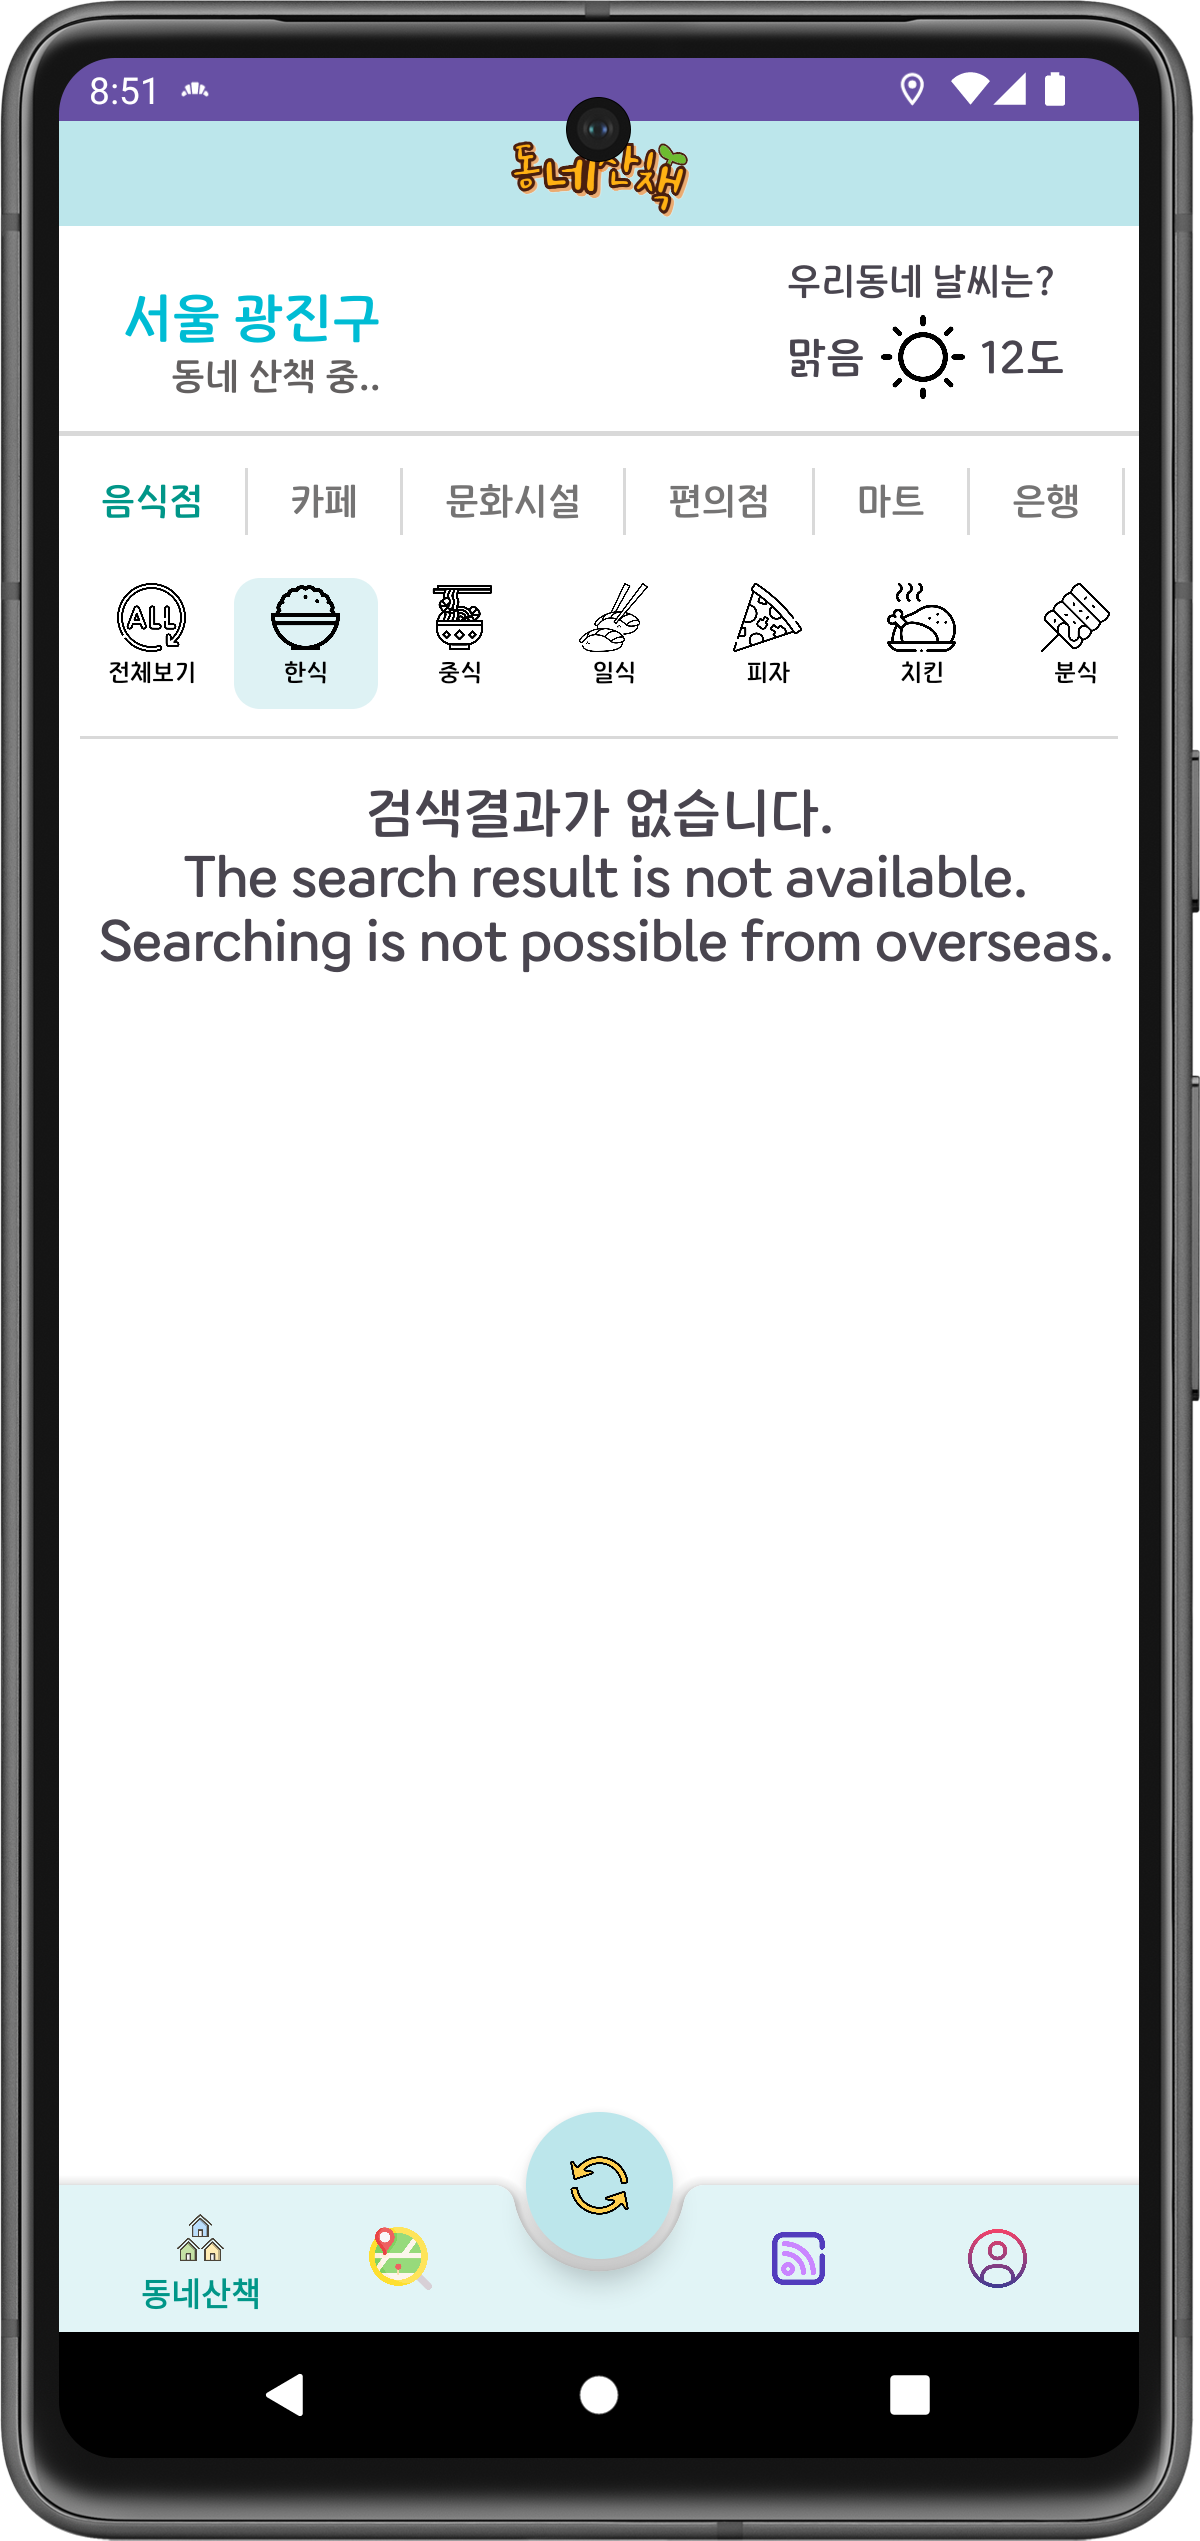 8:51
동네산책
우리동네 날씨는?
서울 광진구
맑음 12도
동네 산책 중..
음식점 카페 문화시설 편의점 마트 은행
ALL
전체보기 한식 중식 일식 피자 치킨 분식
검색결과가 없습니다.
The search result is not available.
Searching is not possible from overseas.
동네산책